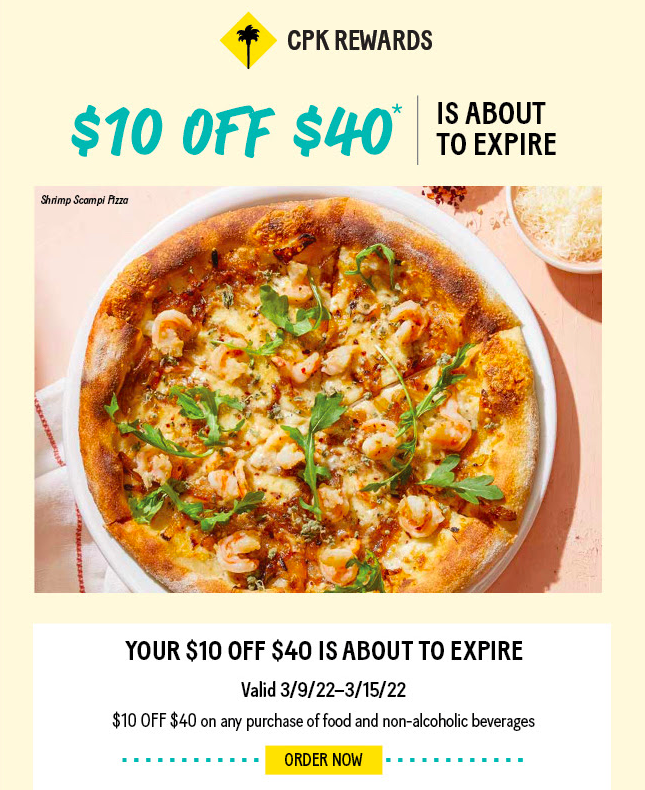 CPK REWARDS
$10 OFF $40*
IS ABOUT
TO EXPIRE
Shrimp Scampi Pizza
YOUR $10 OFF $40 IS ABOUT TO EXPIRE
Valid 3/9/22–3/15/22
$10 OFF $40 on any purchase of food and non-alcoholic beverages
ORDER NOW